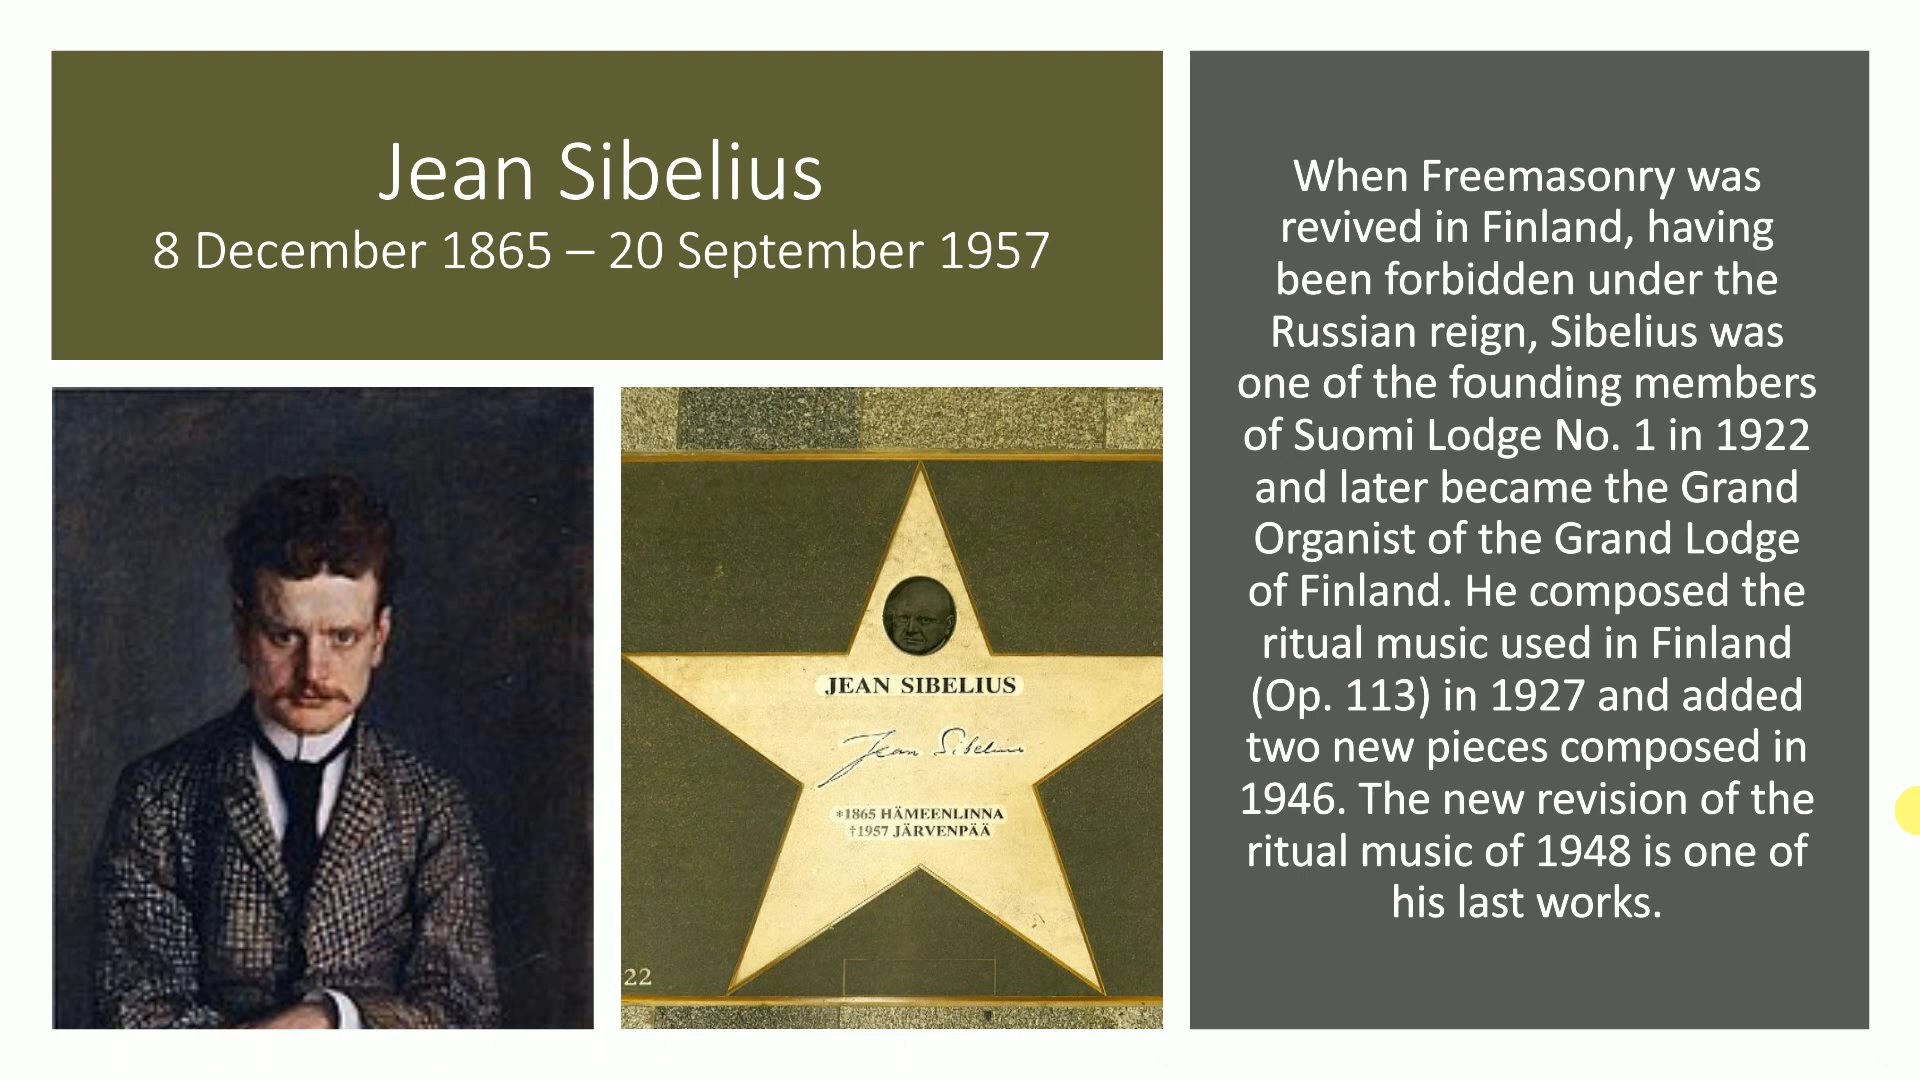 Jean Sibelius
8 December 1865 – 20 September 1957
JEAN SIBELIUS
Jean Sibelius
*1865 HÄMEENLINNA
†1957 JÄRVENPÄÄ
22
When Freemasonry was
revived in Finland, having
been forbidden under the
Russian reign, Sibelius was
one of the founding members
of Suomi Lodge No. 1 in 1922
and later became the Grand
Organist of the Grand Lodge
of Finland. He composed the
ritual music used in Finland
(Op. 113) in 1927 and added
two new pieces composed in
1946. The new revision of the
ritual music of 1948 is one of
his last works.